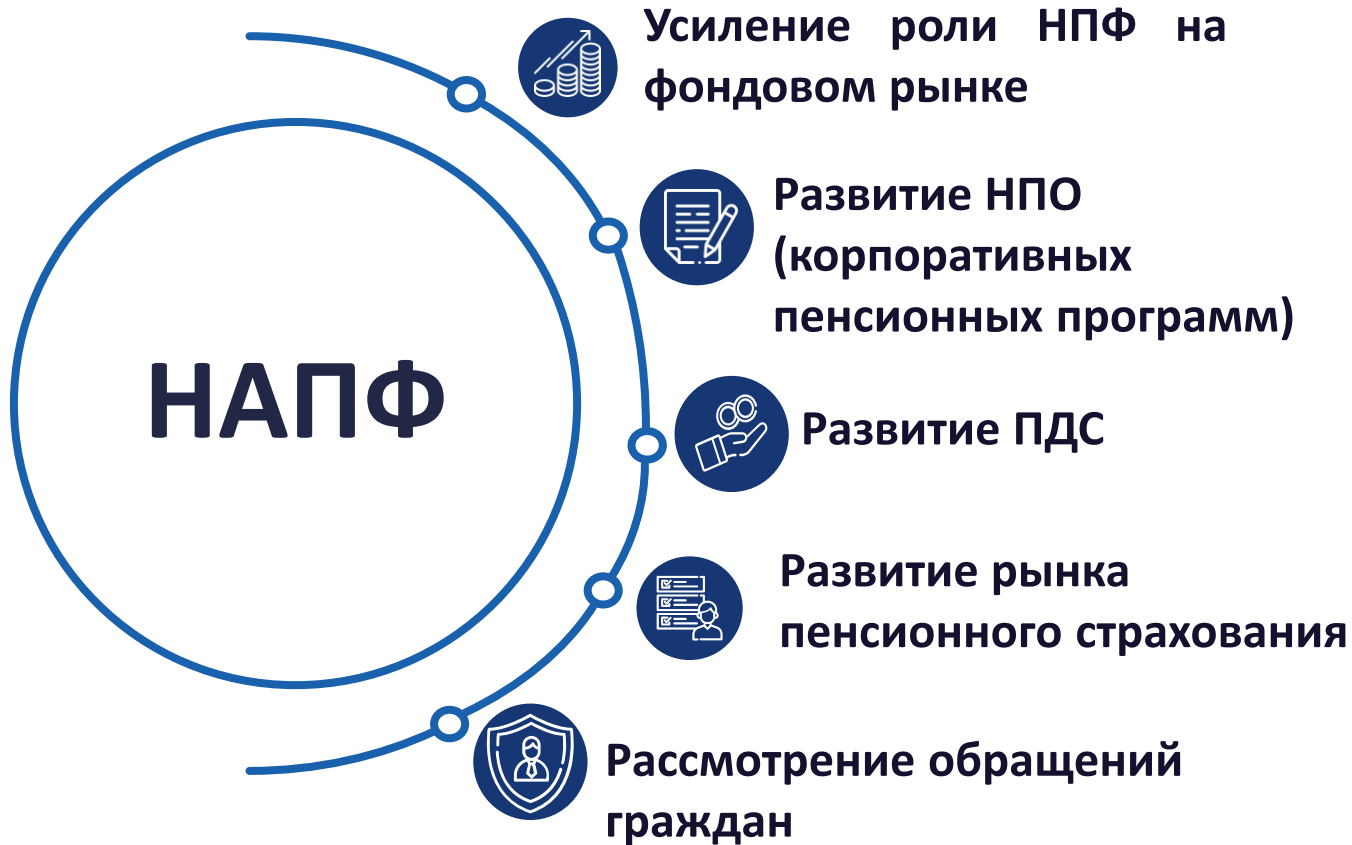 Усиление роли НПФ на
фондовом рынке
Развитие НПО
(корпоративных
пенсионных программ)
НАПФ
Развитие ПДС
Развитие рынка
пенсионного страхования
Рассмотрение обращений
граждан